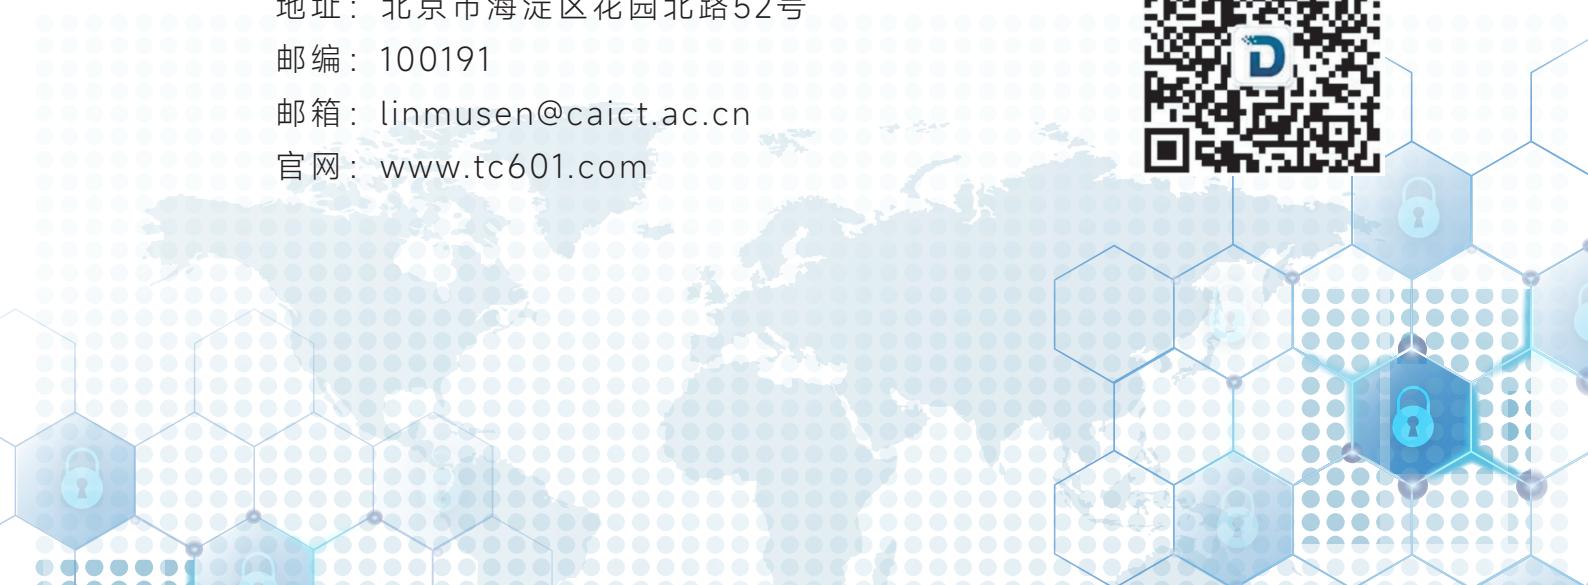 地址：北京市海淀区花园北路52号
邮编：100191
邮箱：linmusen@caict.ac.cn
官网：www.tc601.com
D